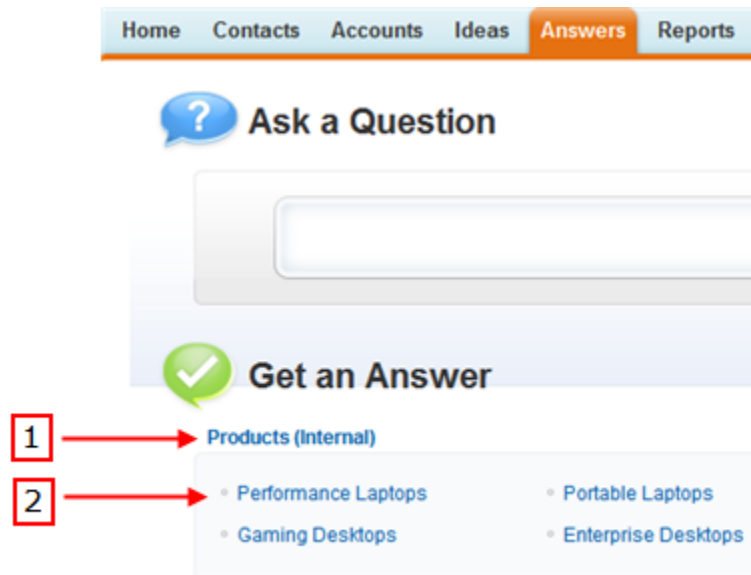 Home Contacts Accounts Ideas Answers Reports
? Ask a Question
Get an Answer
1 Products (Internal)
2 Performance Laptops Portable Laptops
Gaming Desktops Enterprise Desktops